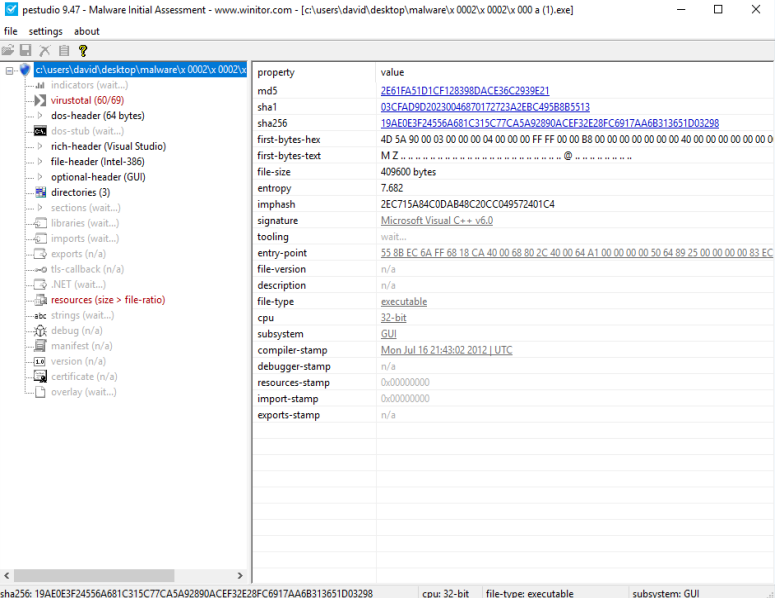 pestudio 9.47 - Malware Initial Assessment - www.winitor.com - [c:\users\david\desktop\malware\x 0002\x 0002\x 000 a (1).exe]
file settings about
c:\users\david\desktop\malware\x 0002\x 0002\x
indicators (wait...)
virustotal (60/69)
dos-header (64 bytes)
dos-stub (wait...)
rich-header (Visual Studio)
file-header (Intel-386)
optional-header (GUI)
directories (3)
sections (wait...)
libraries (wait...)
imports (wait...)
exports (n/a)
tls-callback (n/a)
.NET (wait...)
resources (size > file-ratio)
abc strings (wait...)
debug (n/a)
manifest (n/a)
1.0 version (n/a)
certificate (n/a)
overlay (wait...)
property value
md5 2E61FA51D1CF128398DACE36C2939E21
sha1 03CFAD9D20230046870172723A2EBC495B8B5513
sha256 19AE0E3F24556A681C315C77CA5A92890ACEF32E28FC6917AA6B313651D03298
first-bytes-hex 4D 5A 90 00 03 00 00 00 04 00 00 00 FF FF 00 00 B8 00 00 00 00 00 00 00 40 00 00 00 00 00 00 0
first-bytes-text M Z .. .. .. .. .. .. .. .. .. .. .. .. .. .. .. .. .. .. .. .. @ .. .. .. .. .. .. ..
file-size 409600 bytes
entropy 7.682
imphash 2EC715A84C0DAB48C20CC049572401C4
signature Microsoft Visual C++ v6.0
tooling wait...
entry-point 55 8B EC 6A FF 68 18 CA 40 00 68 80 2C 40 00 64 A1 00 00 00 00 50 64 89 25 00 00 00 00 83 EC
file-version n/a
description n/a
file-type executable
cpu 32-bit
subsystem GUI
compiler-stamp Mon Jul 16 21:43:02 2012 | UTC
debugger-stamp n/a
resources-stamp 0x00000000
import-stamp 0x00000000
exports-stamp n/a
sha256: 19AE0E3F24556A681C315C77CA5A92890ACEF32E28FC6917AA6B313651D03298 cpu: 32-bit file-type: executable subsystem: GUI